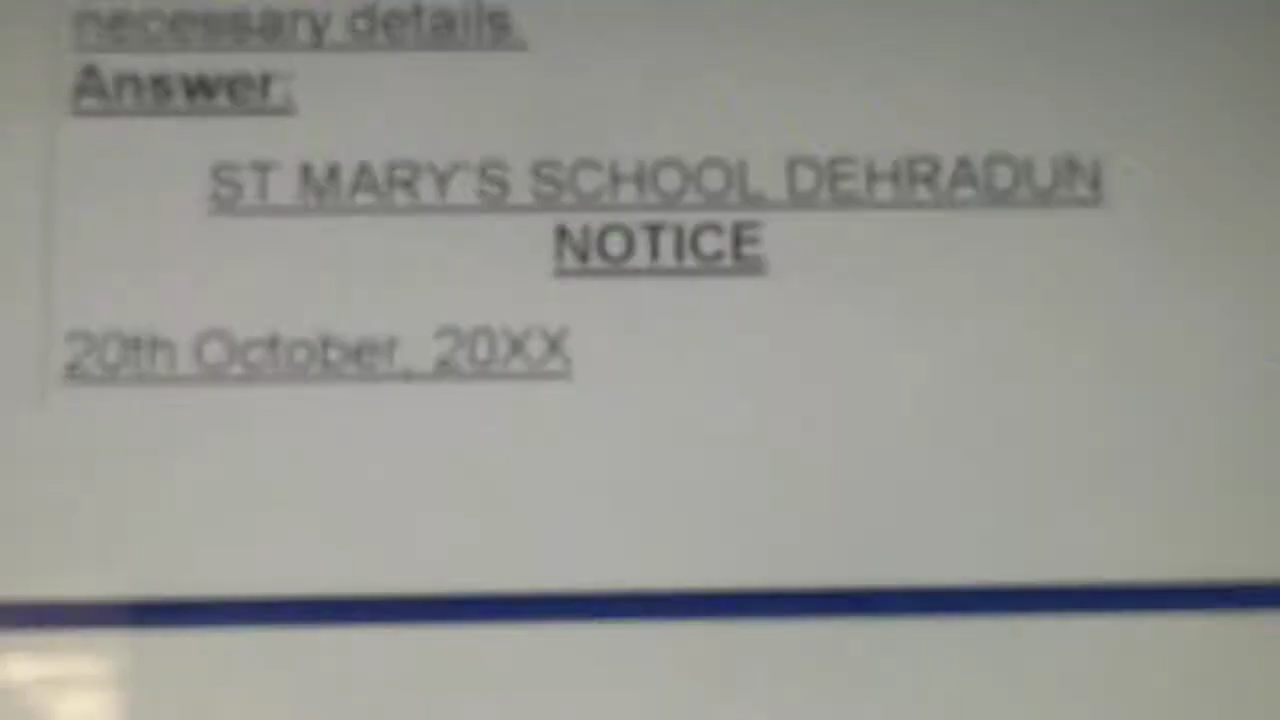 necessary details.
Answer:
ST MARY'S SCHOOL DEHRADUN
NOTICE
20th October, 20XX